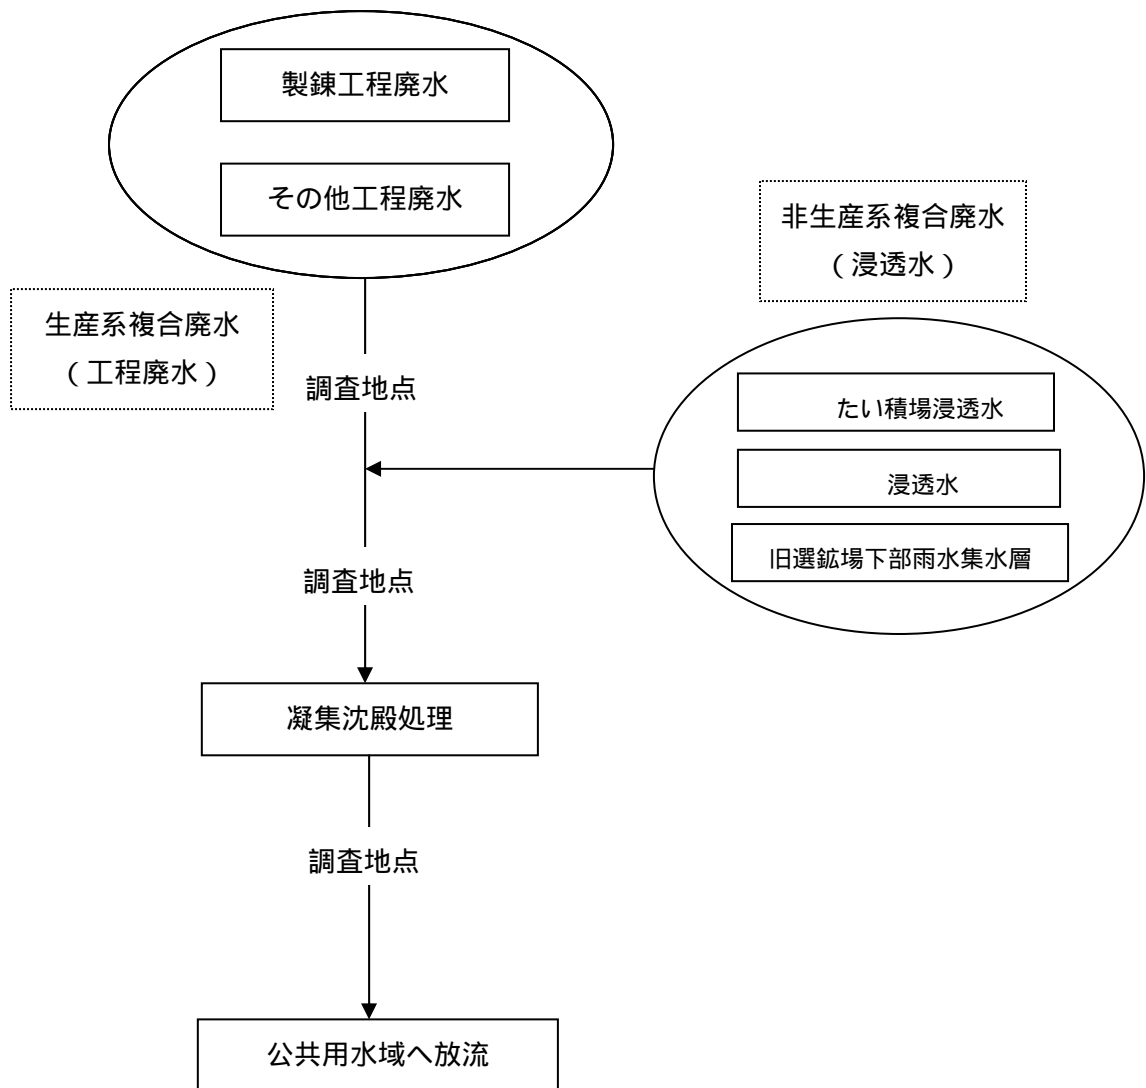 製錬工程廃水
その他工程廃水
非生産系複合廃水
(浸透水)
生産系複合廃水
(工程廃水)
調査地点
たい積場浸透水
浸透水
旧選鉱場下部雨水集水層
調査地点
凝集沈殿処理
調査地点
公共用水域へ放流